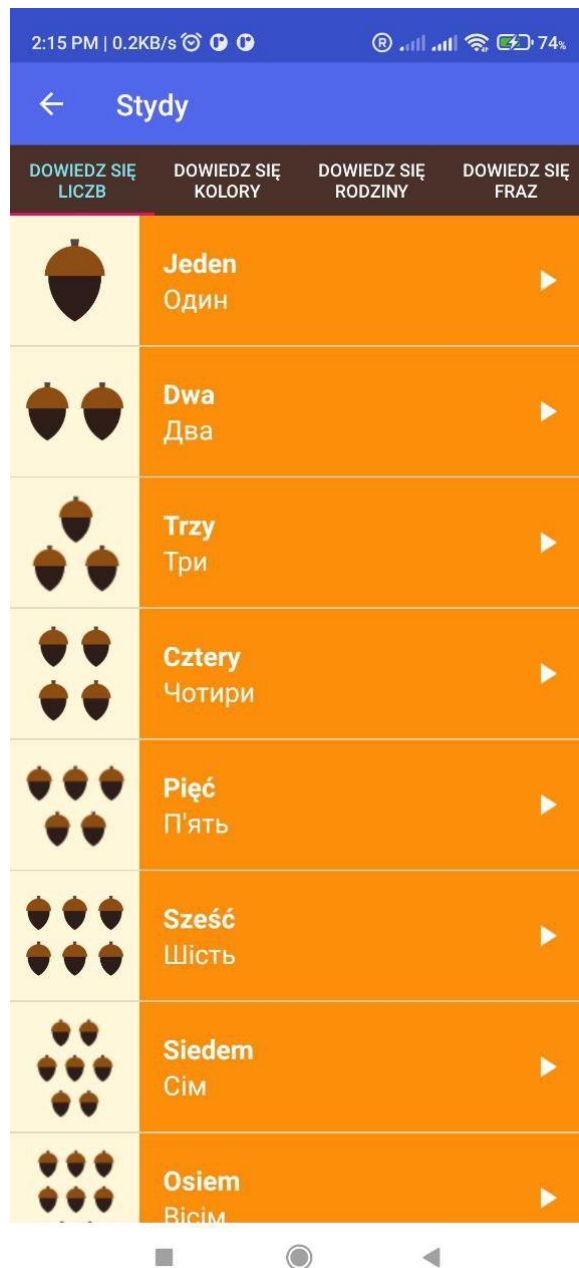 2:15 PM | 0.2KB/s
74%
Stydy
DOWIEDZ SIĘ LICZB
DOWIEDZ SIĘ KOLORY
DOWIEDZ SIĘ RODZINY
DOWIEDZ SIĘ FRAZ
Jeden
Один
Dwa
Два
Trzy
Три
Cztery
Чотири
Pięć
П'ять
Sześć
Шість
Siedem
Сім
Osiem
Вісім